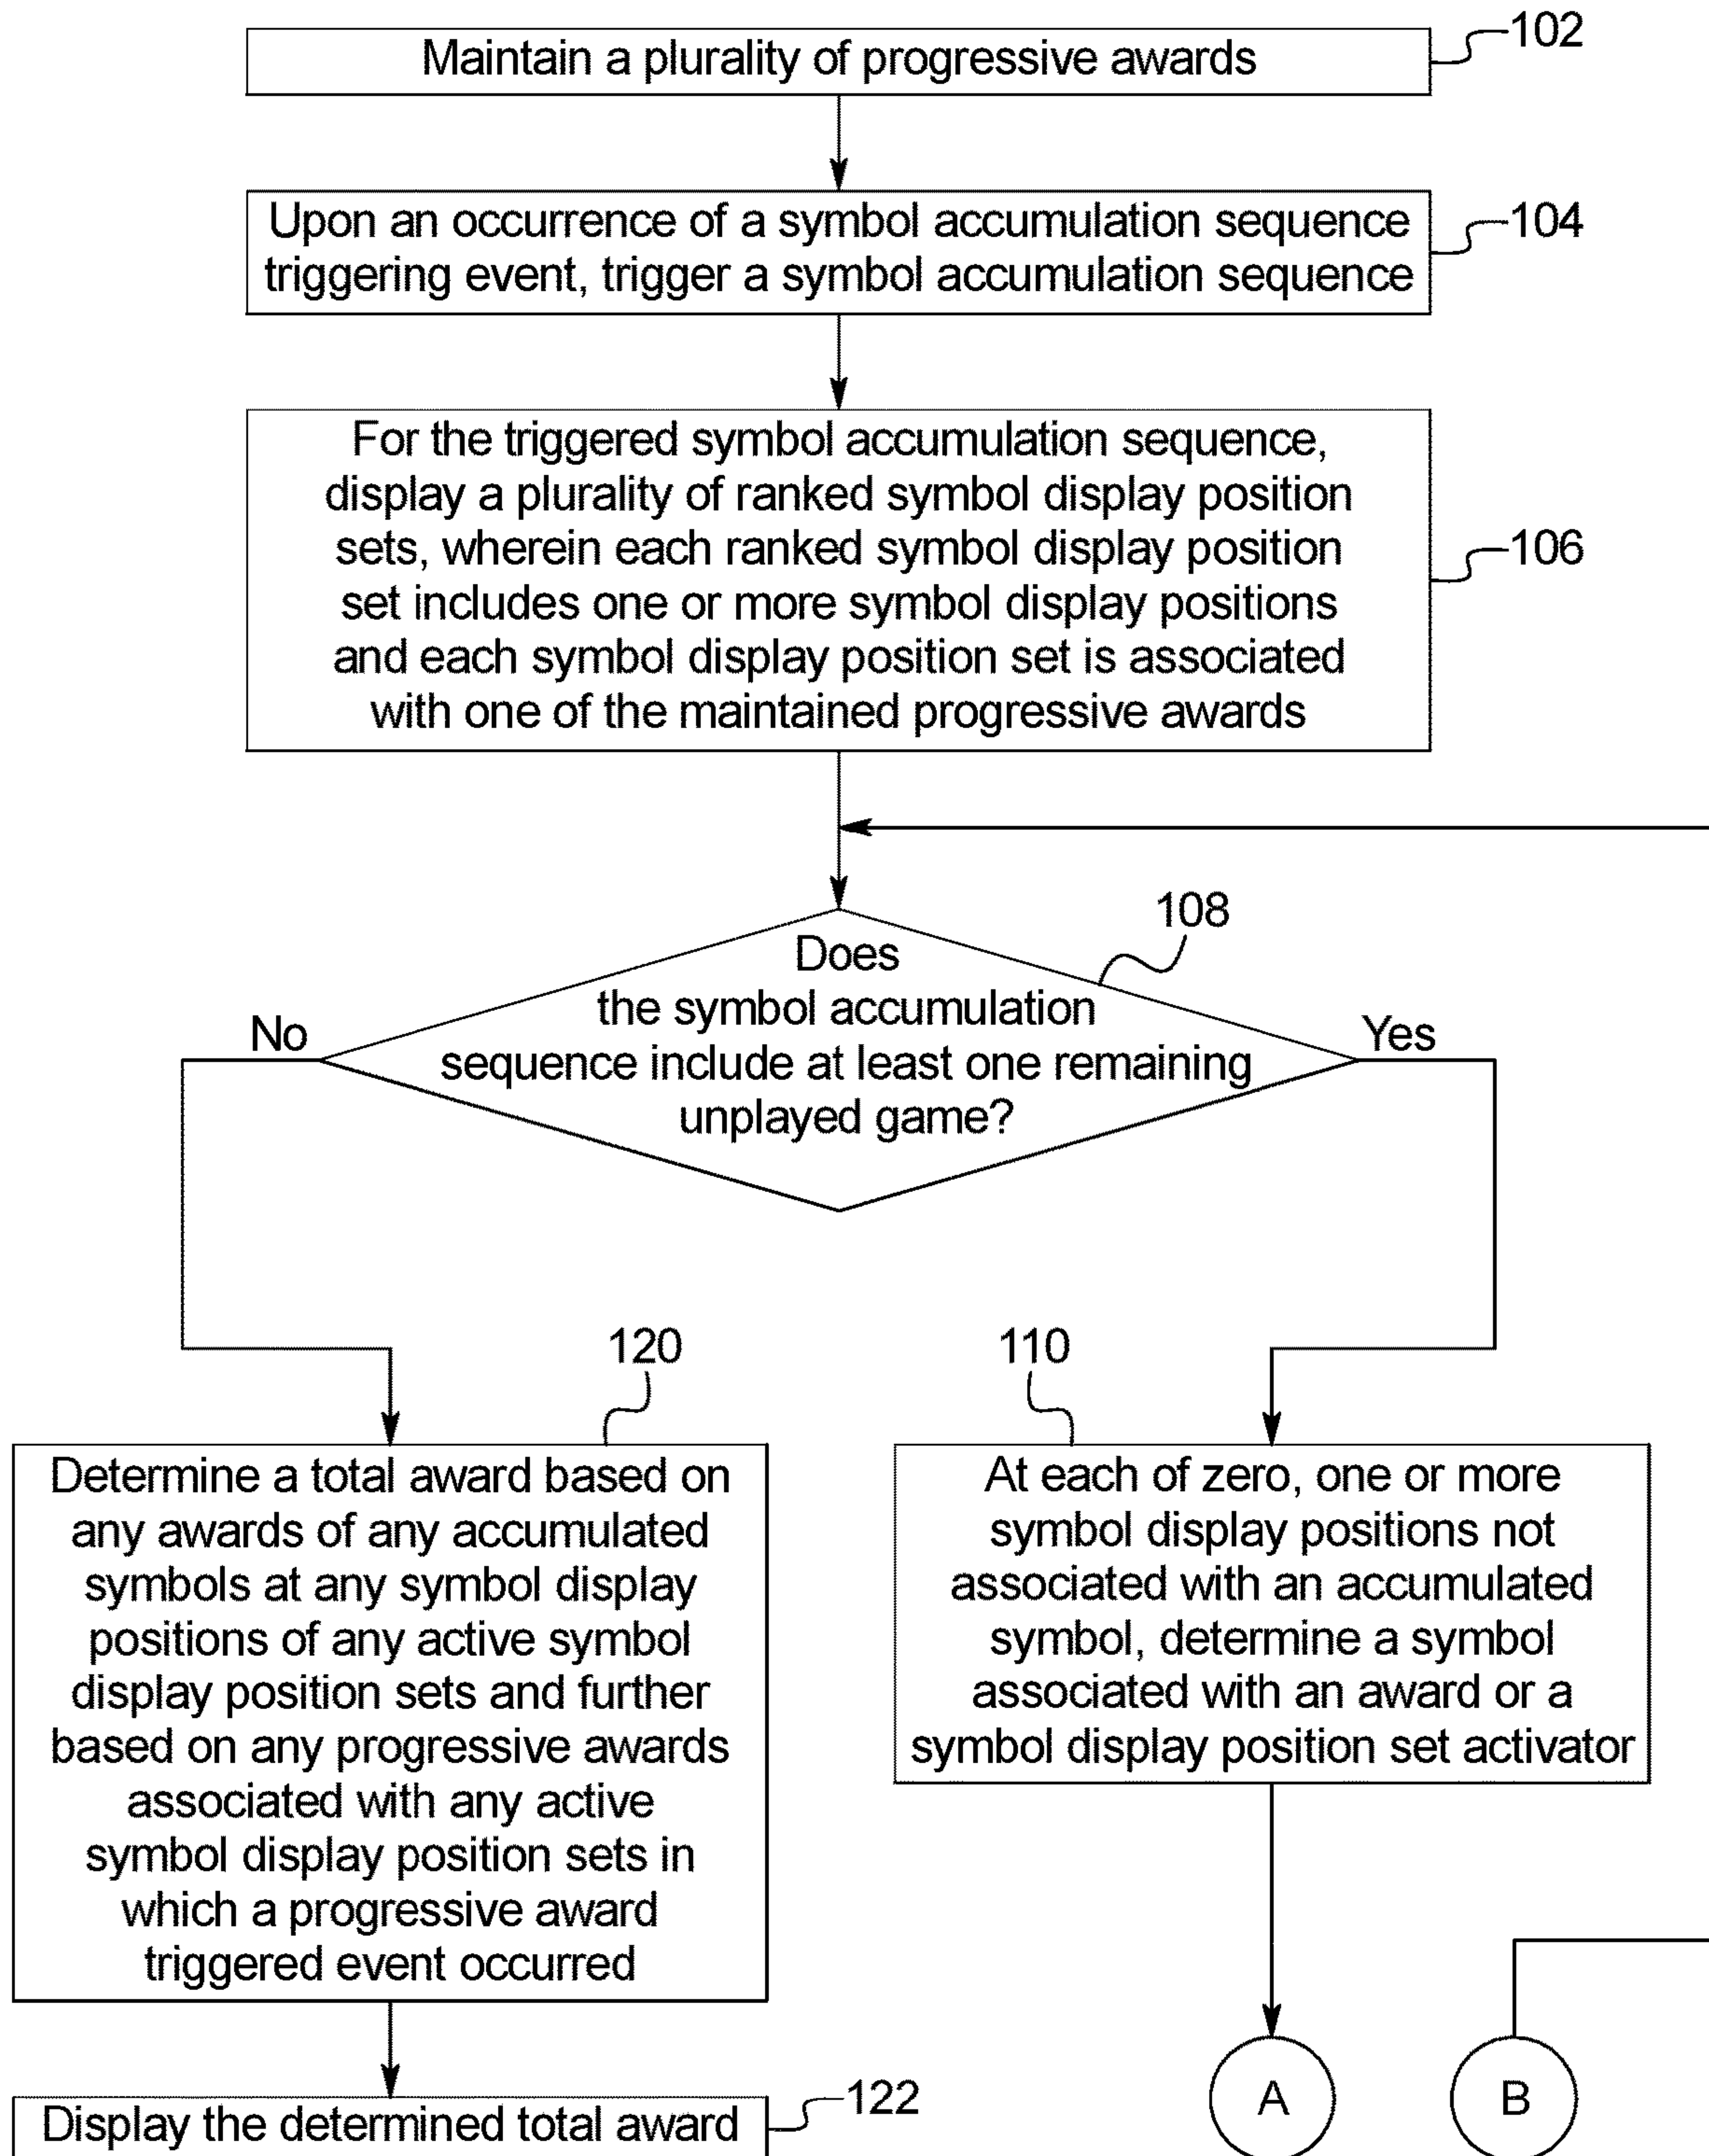 Maintain a plurality of progressive awards
102
Upon an occurrence of a symbol accumulation sequence
triggering event, trigger a symbol accumulation sequence
104
For the triggered symbol accumulation sequence,
display a plurality of ranked symbol display position
sets, wherein each ranked symbol display position
set includes one or more symbol display positions
and each symbol display position set is associated
with one of the maintained progressive awards
106
108
Does
the symbol accumulation
sequence include at least one remaining
unplayed game?
No
Yes
120
Determine a total award based on
any awards of any accumulated
symbols at any symbol display
positions of any active symbol
display position sets and further
based on any progressive awards
associated with any active
symbol display position sets in
which a progressive award
triggered event occurred
110
At each of zero, one or more
symbol display positions not
associated with an accumulated
symbol, determine a symbol
associated with an award or a
symbol display position set activator
Display the determined total award
122
A
B